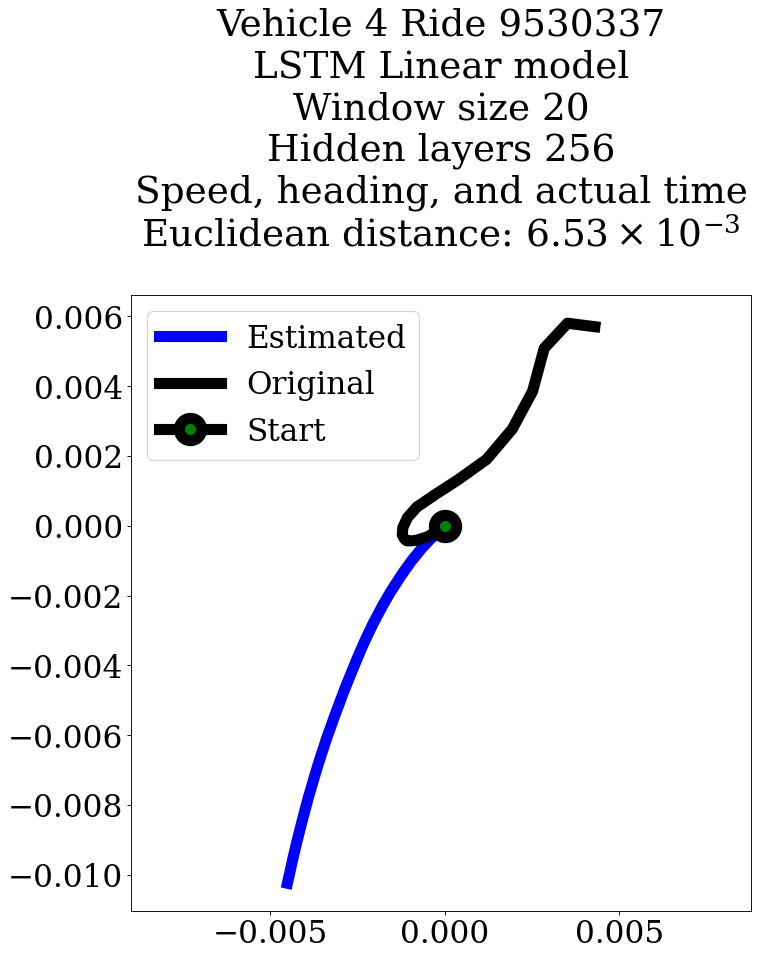 Vehicle 4 Ride 9530337
LSTM Linear model
Window size 20
Hidden layers 256
Speed, heading, and actual time
Euclidean distance: 6.53 × 10⁻³
Estimated
Original
Start
0.006
0.004
0.002
0.000
−0.002
−0.004
−0.006
−0.008
−0.010
−0.005 0.000 0.005